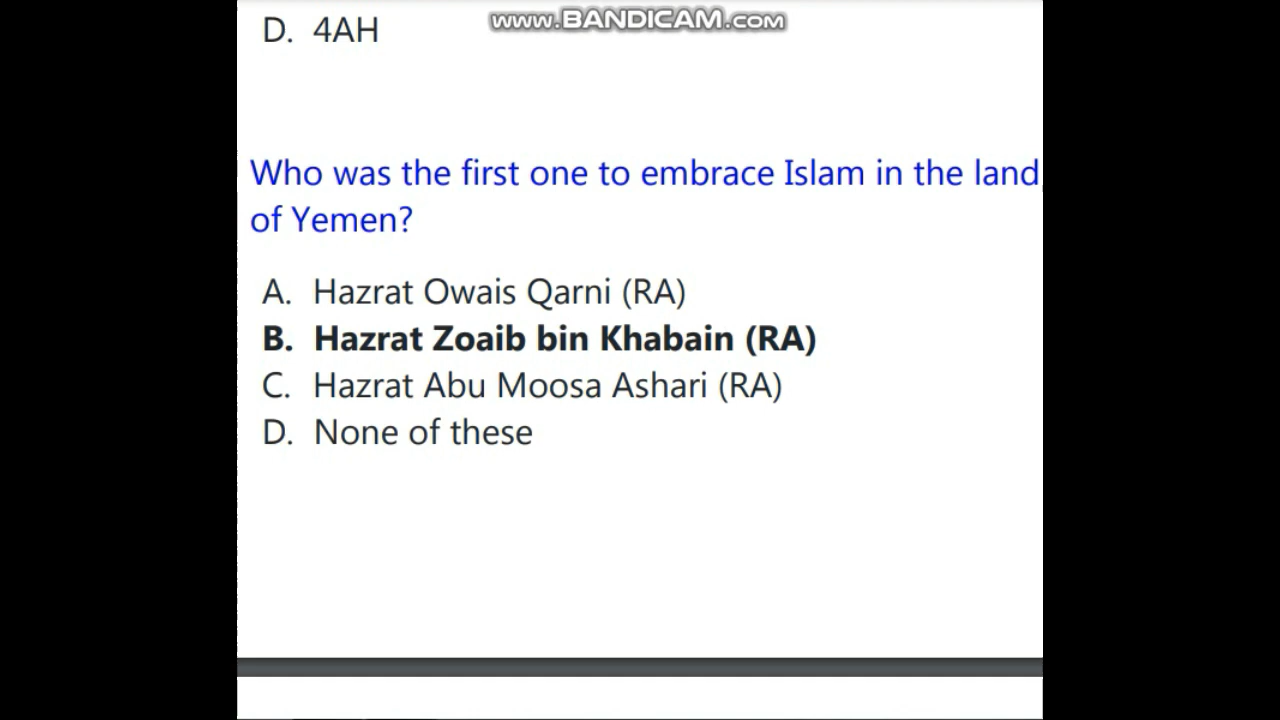 www.BANDICAM.com
D. 4AH
Who was the first one to embrace Islam in the land
of Yemen?
A. Hazrat Owais Qarni (RA)
B. Hazrat Zoaib bin Khabain (RA)
C. Hazrat Abu Moosa Ashari (RA)
D. None of these